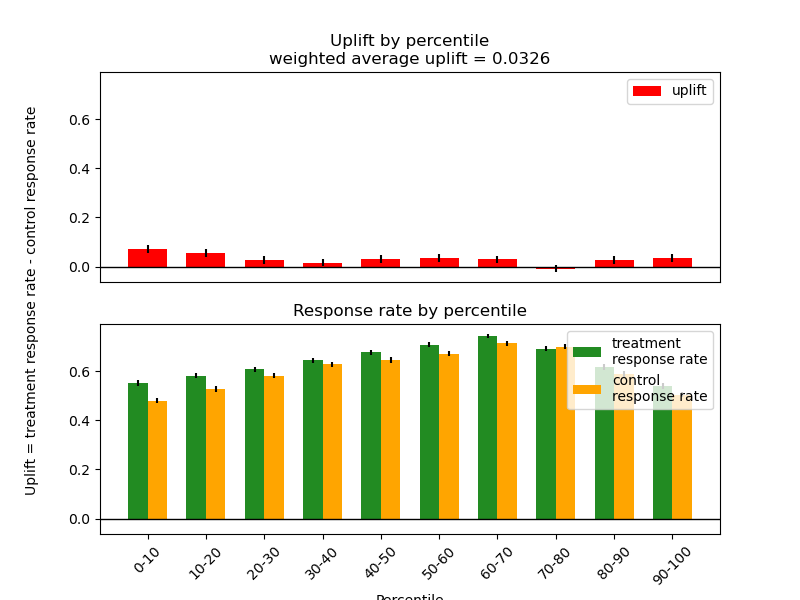 Uplift by percentile
weighted average uplift = 0.0326
uplift
0.6
0.4
0.2
0.0
Uplift = treatment response rate - control response rate
Response rate by percentile
treatment
response rate
control
response rate
0.6
0.4
0.2
0.0
0-10
10-20
20-30
30-40
40-50
50-60
60-70
70-80
80-90
90-100
Percentile